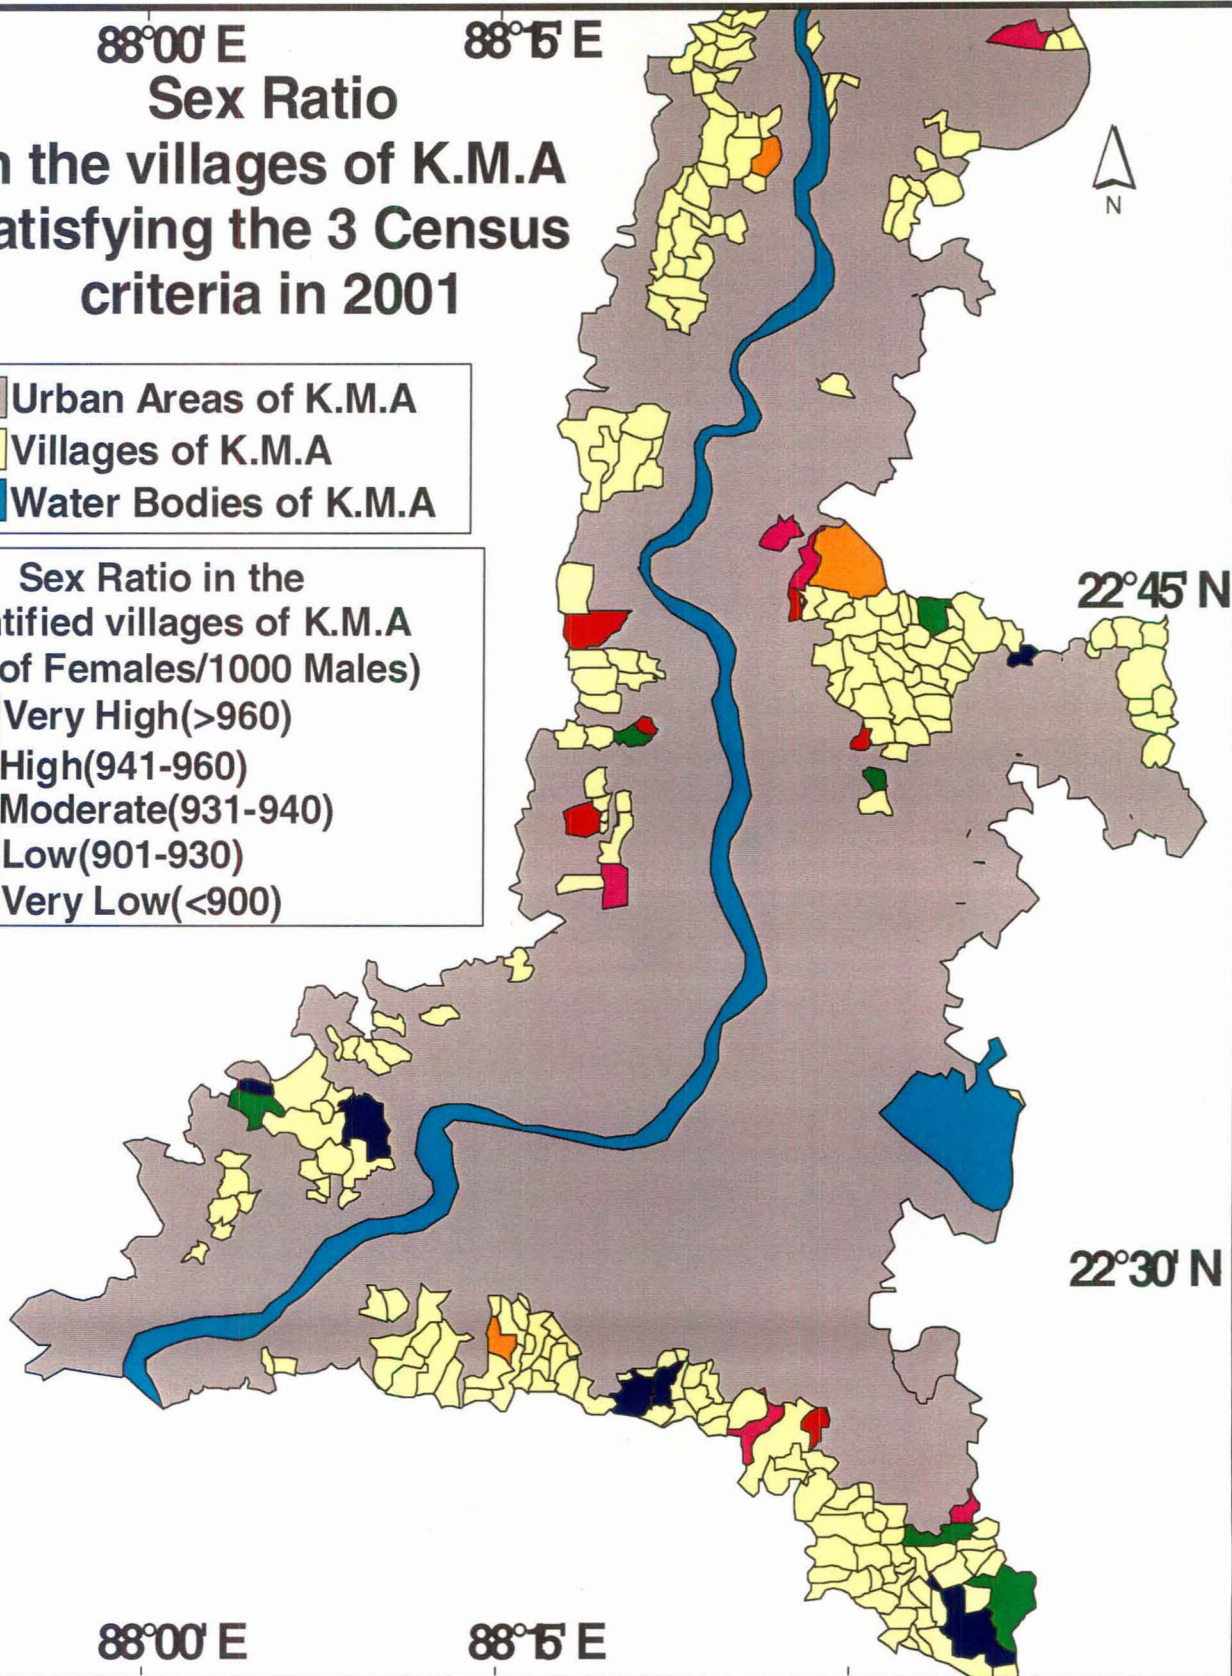 88°00' E
88°15' E
Sex Ratio
n the villages of K.M.A
atisfying the 3 Census
criteria in 2001
N
Urban Areas of K.M.A
Villages of K.M.A
Water Bodies of K.M.A
Sex Ratio in the
tified villages of K.M.A
of Females/1000 Males)
Very High(>960)
High(941-960)
Moderate(931-940)
Low(901-930)
Very Low(<900)
22°45' N
22°30' N
88°00' E
88°15' E